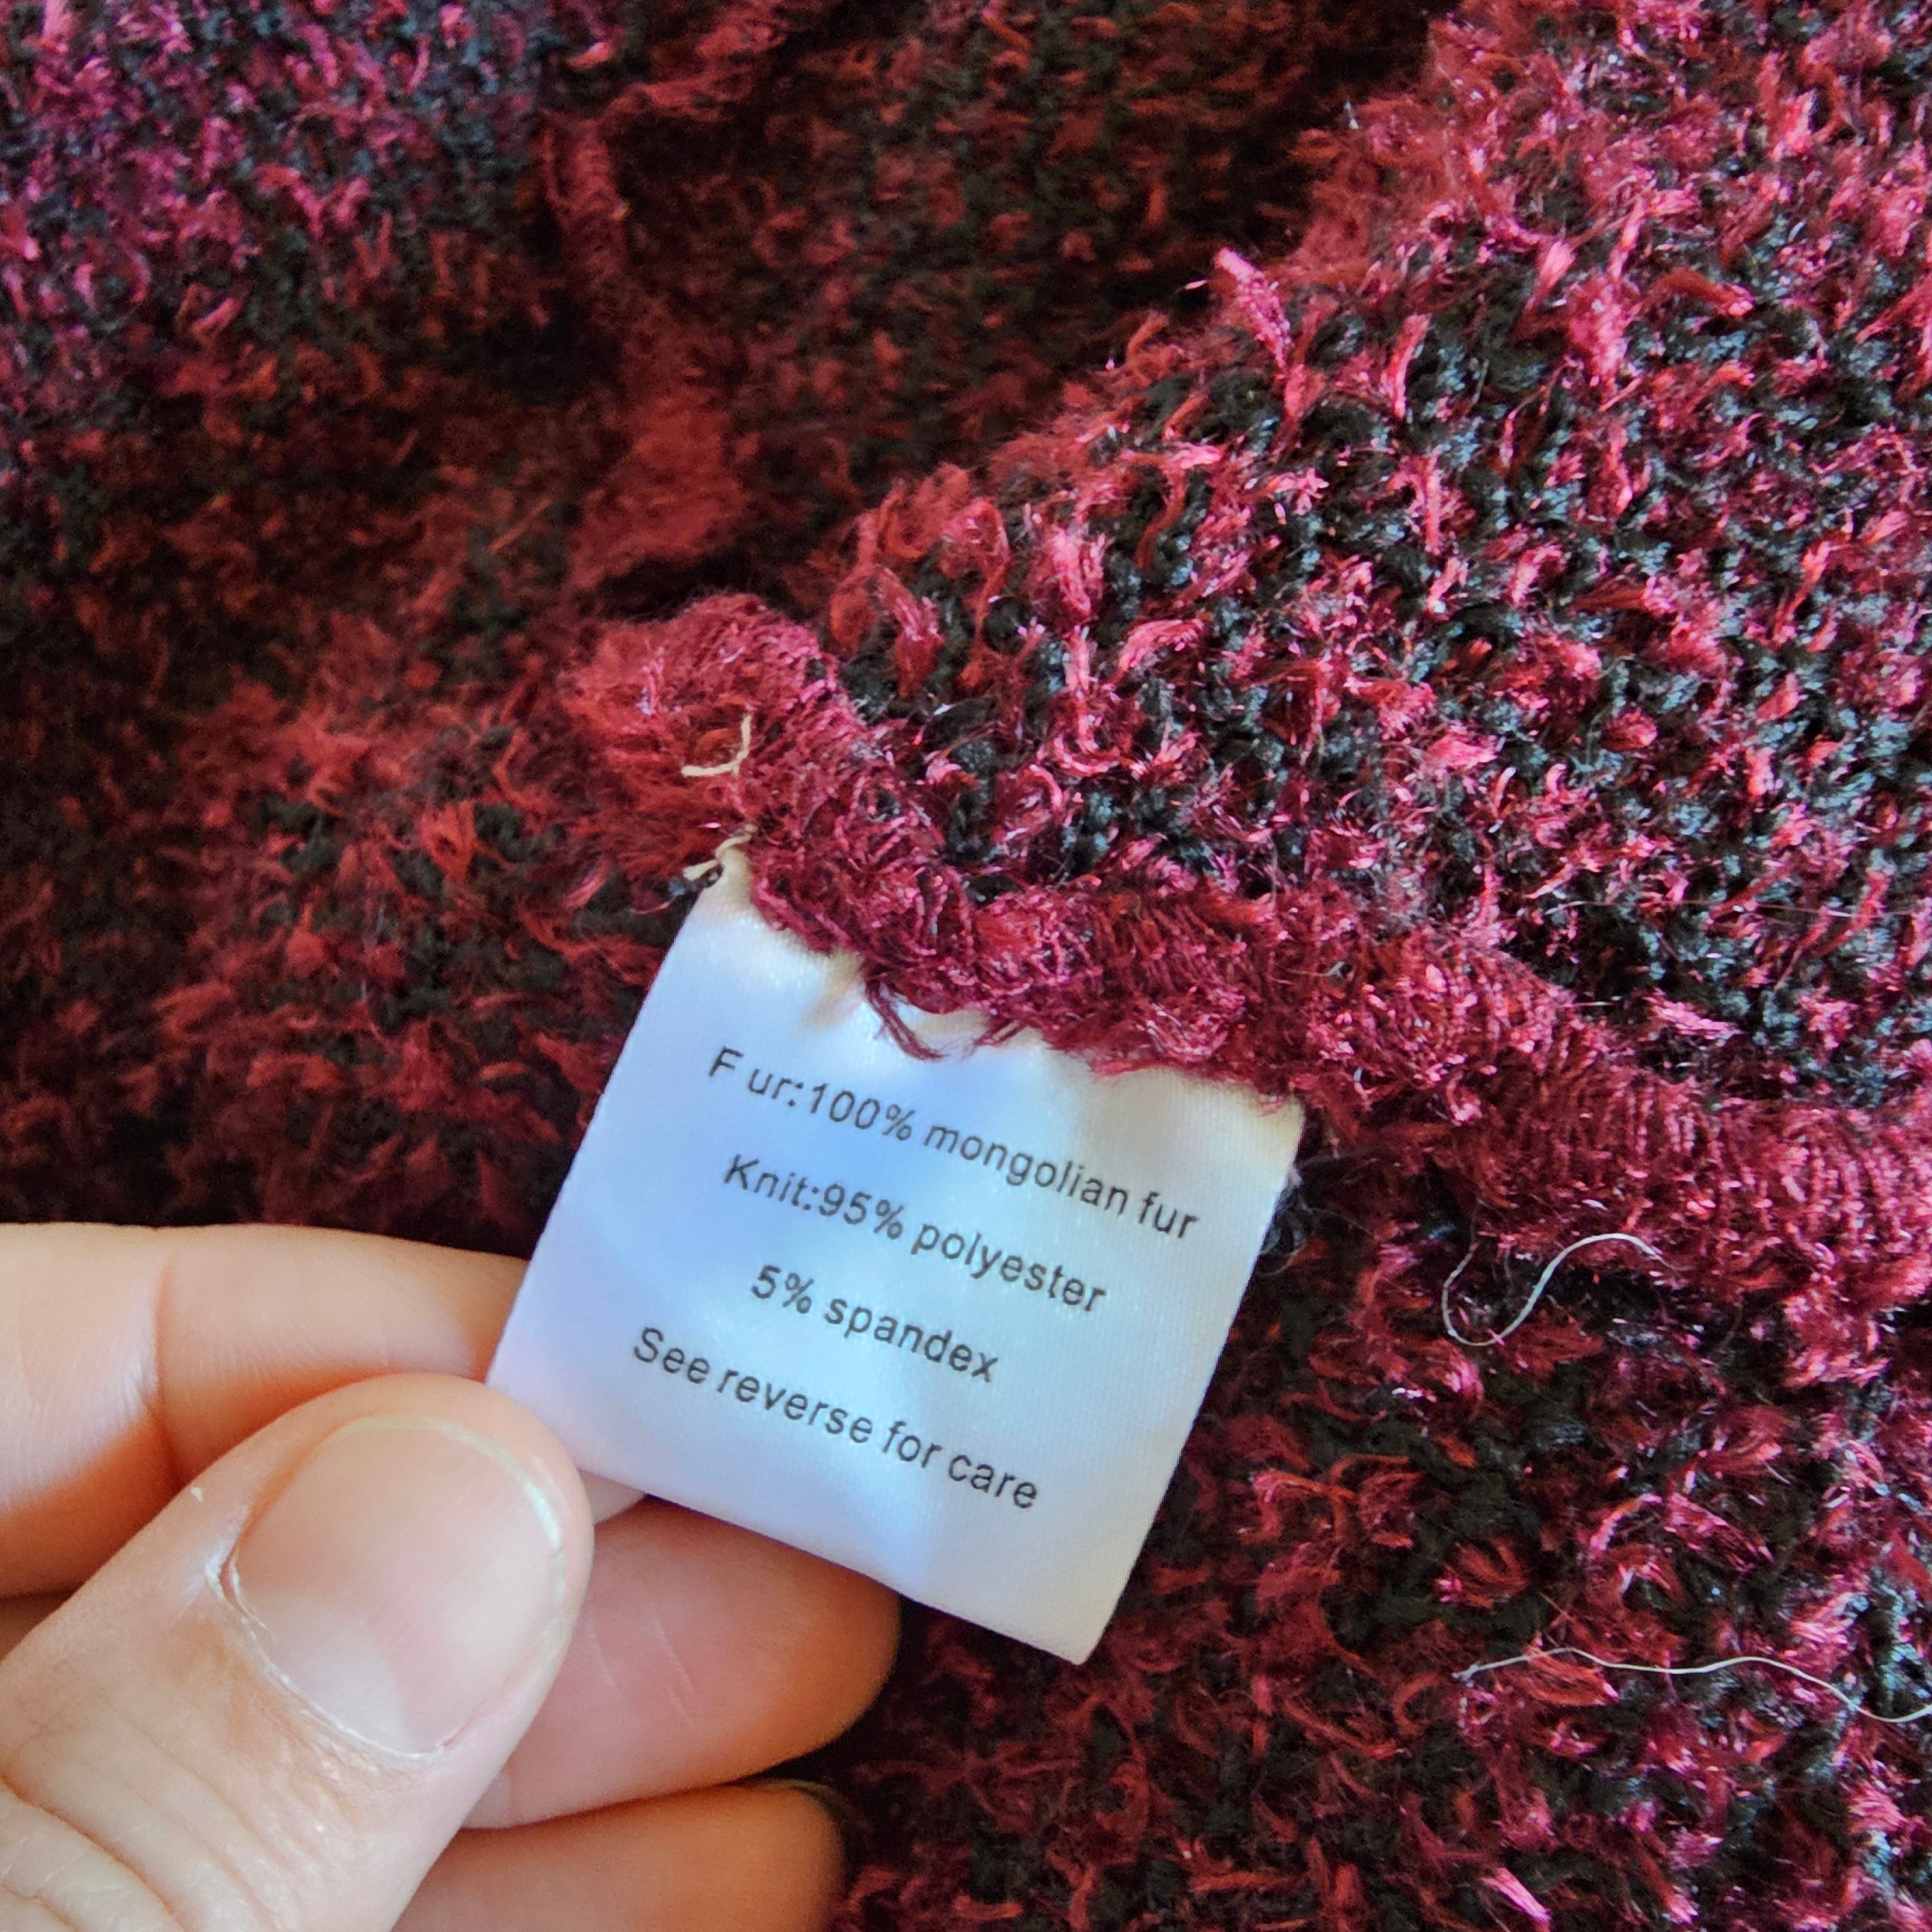 F ur:100% mongolian fur
Knit:95% polyester
5% spandex
See reverse for care